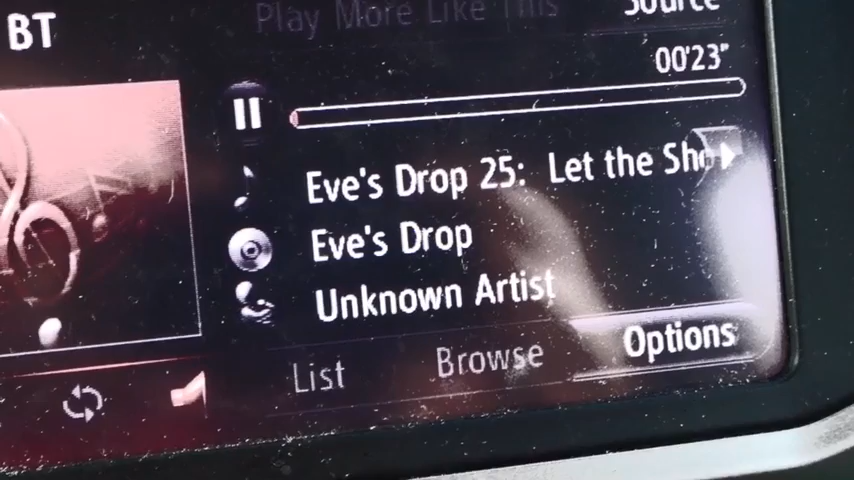 BT
Play More Like This
Source
00'23"
Eve's Drop 25: Let the Sho
Eve's Drop
Unknown Artist
List
Browse
Options